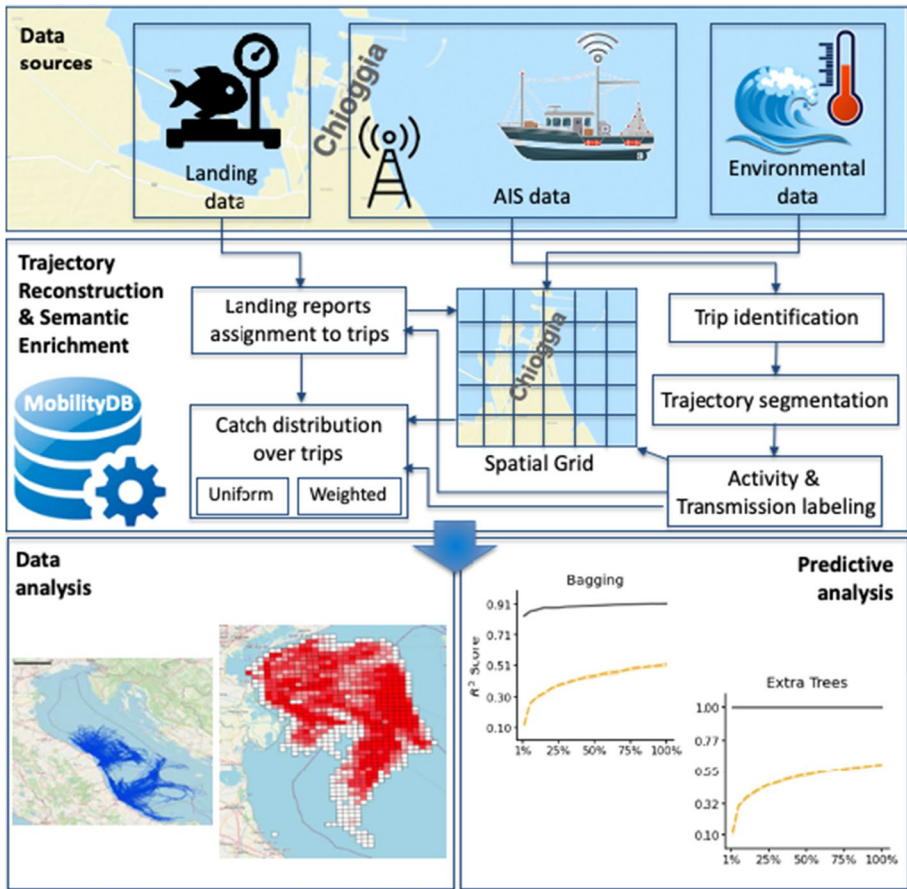 Data
sources
Chioggia
Landing
data
AIS data
Environmental
data
Trajectory
Reconstruction
& Semantic
Enrichment
MobilityDB
Landing reports
assignment to trips
Catch distribution
over trips
Uniform
Weighted
Chioggia
Spatial Grid
Trip identification
Trajectory segmentation
Activity &
Transmission labeling
Data
analysis
Predictive
analysis
Bagging
R² Score
0.91
0.71
0.51
0.30
0.10
1% 25% 50% 75% 100%
Extra Trees
1.00
0.77
0.55
0.32
0.10
1% 25% 50% 75% 100%